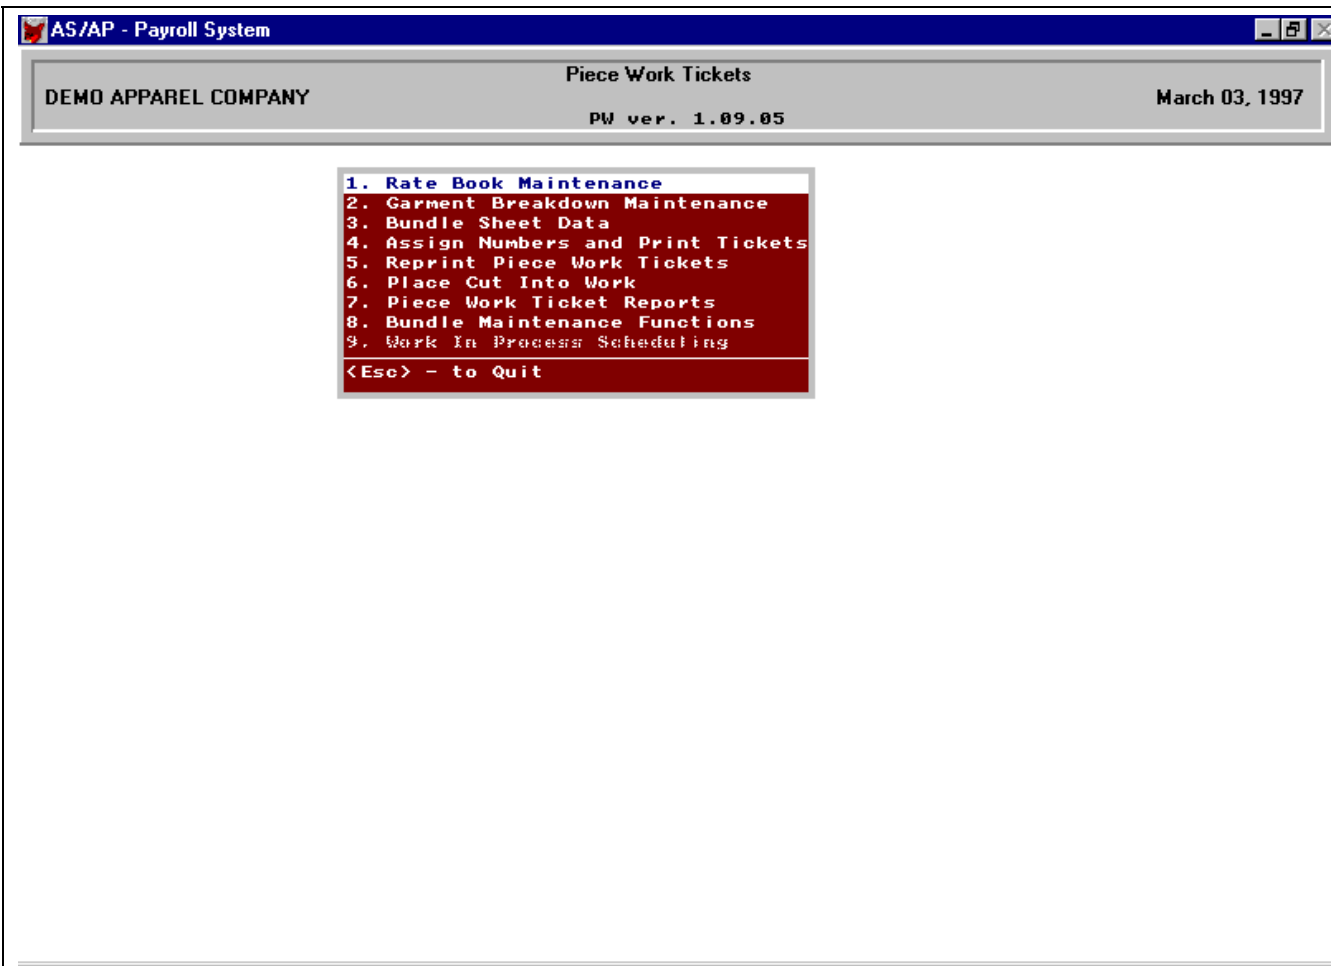 AS/AP - Payroll System
Piece Work Tickets
DEMO APPAREL COMPANY
March 03, 1997
PW ver. 1.09.05
1. Rate Book Maintenance
2. Garment Breakdown Maintenance
3. Bundle Sheet Data
4. Assign Numbers and Print Tickets
5. Reprint Piece Work Tickets
6. Place Cut Into Work
7. Piece Work Ticket Reports
8. Bundle Maintenance Functions
9. Work In Process Scheduling
<Esc> - to Quit